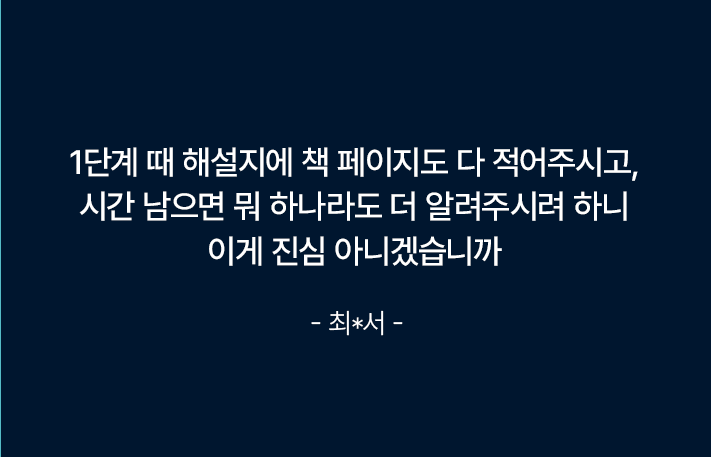 1단계 때 해설지에 책 페이지도 다 적어주시고,
시간 남으면 뭐 하나라도 더 알려주시려 하니
이게 진심 아니겠습니까
- 최*서 -